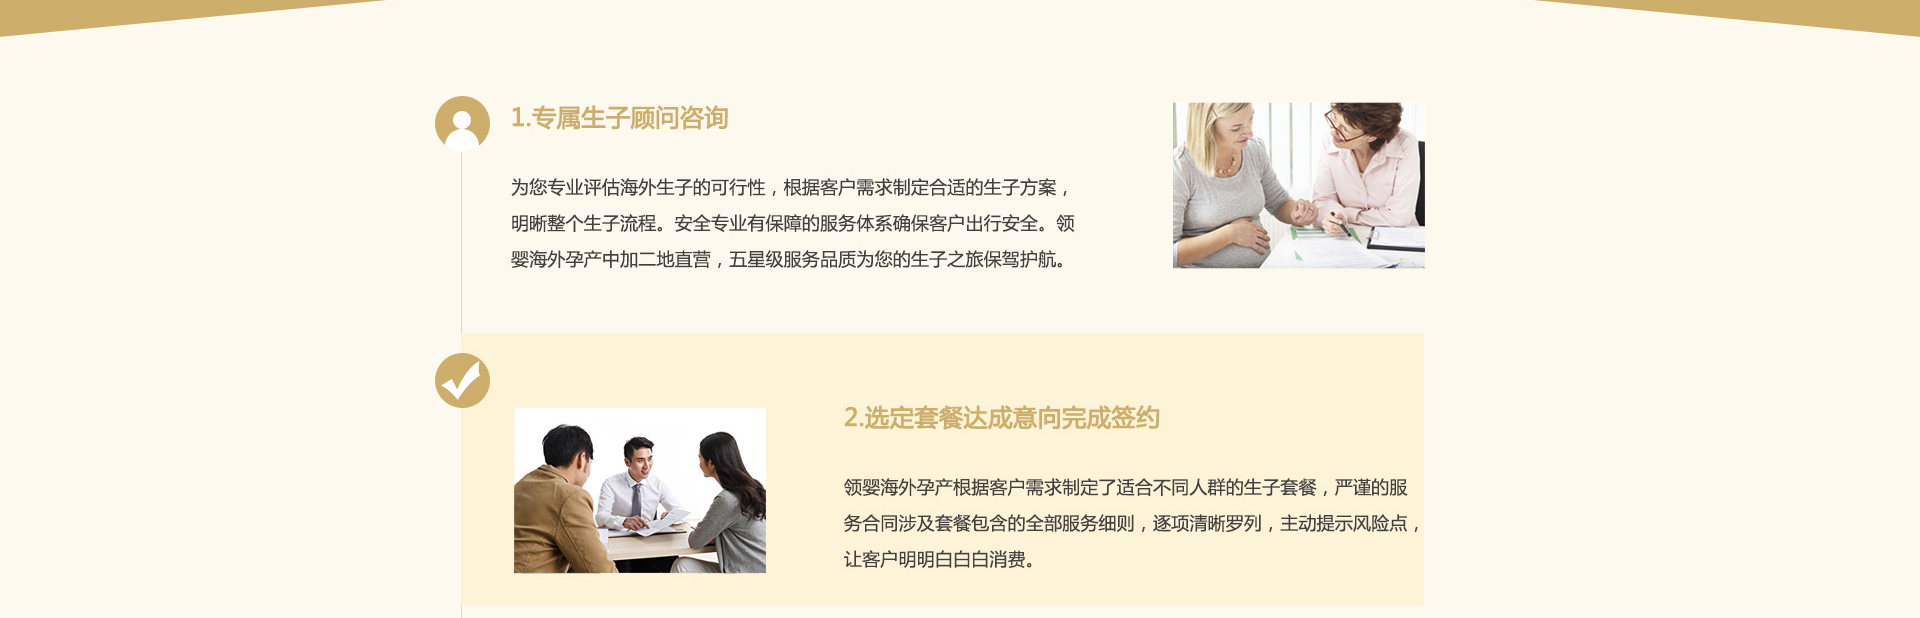 1.专属生子顾问咨询
为您专业评估海外生子的可行性，根据客户需求制定合适的生子方案，
明晰整个生子流程。安全专业有保障的服务体系确保客户出行安全。领
婴海外孕产中加二地直营，五星级服务品质为您的生子之旅保驾护航。
2.选定套餐达成意向完成签约
领婴海外孕产根据客户需求制定了适合不同人群的生子套餐，严谨的服
务合同涉及套餐包含的全部服务细则，逐项清晰罗列，主动提示风险点，
让客户明明白白白消费。